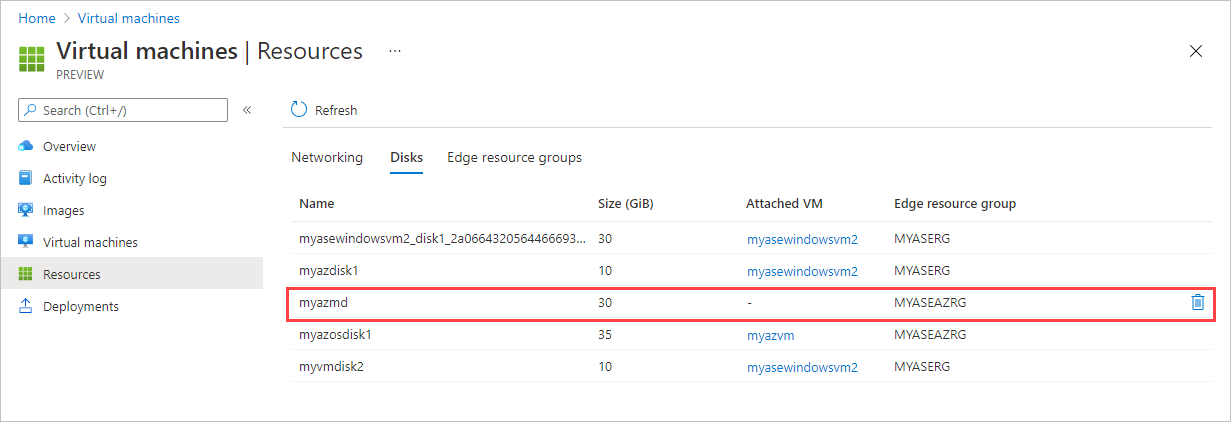 Home > Virtual machines
Virtual machines | Resources ...
PREVIEW
Search (Ctrl+/) «
Refresh
Overview
Activity log
Images
Virtual machines
Resources
Deployments
Networking Disks Edge resource groups
Name Size (GiB) Attached VM Edge resource group
myasewindowsvm2_disk1_2a0664320564466693... 30 myasewindowsvm2 MYASERG
myazdisk1 10 myasewindowsvm2 MYASERG
myazmd 30 - MYASEAZRG
myazosdisk1 35 myazvm MYASEAZRG
myvmdisk2 10 myasewindowsvm2 MYASERG